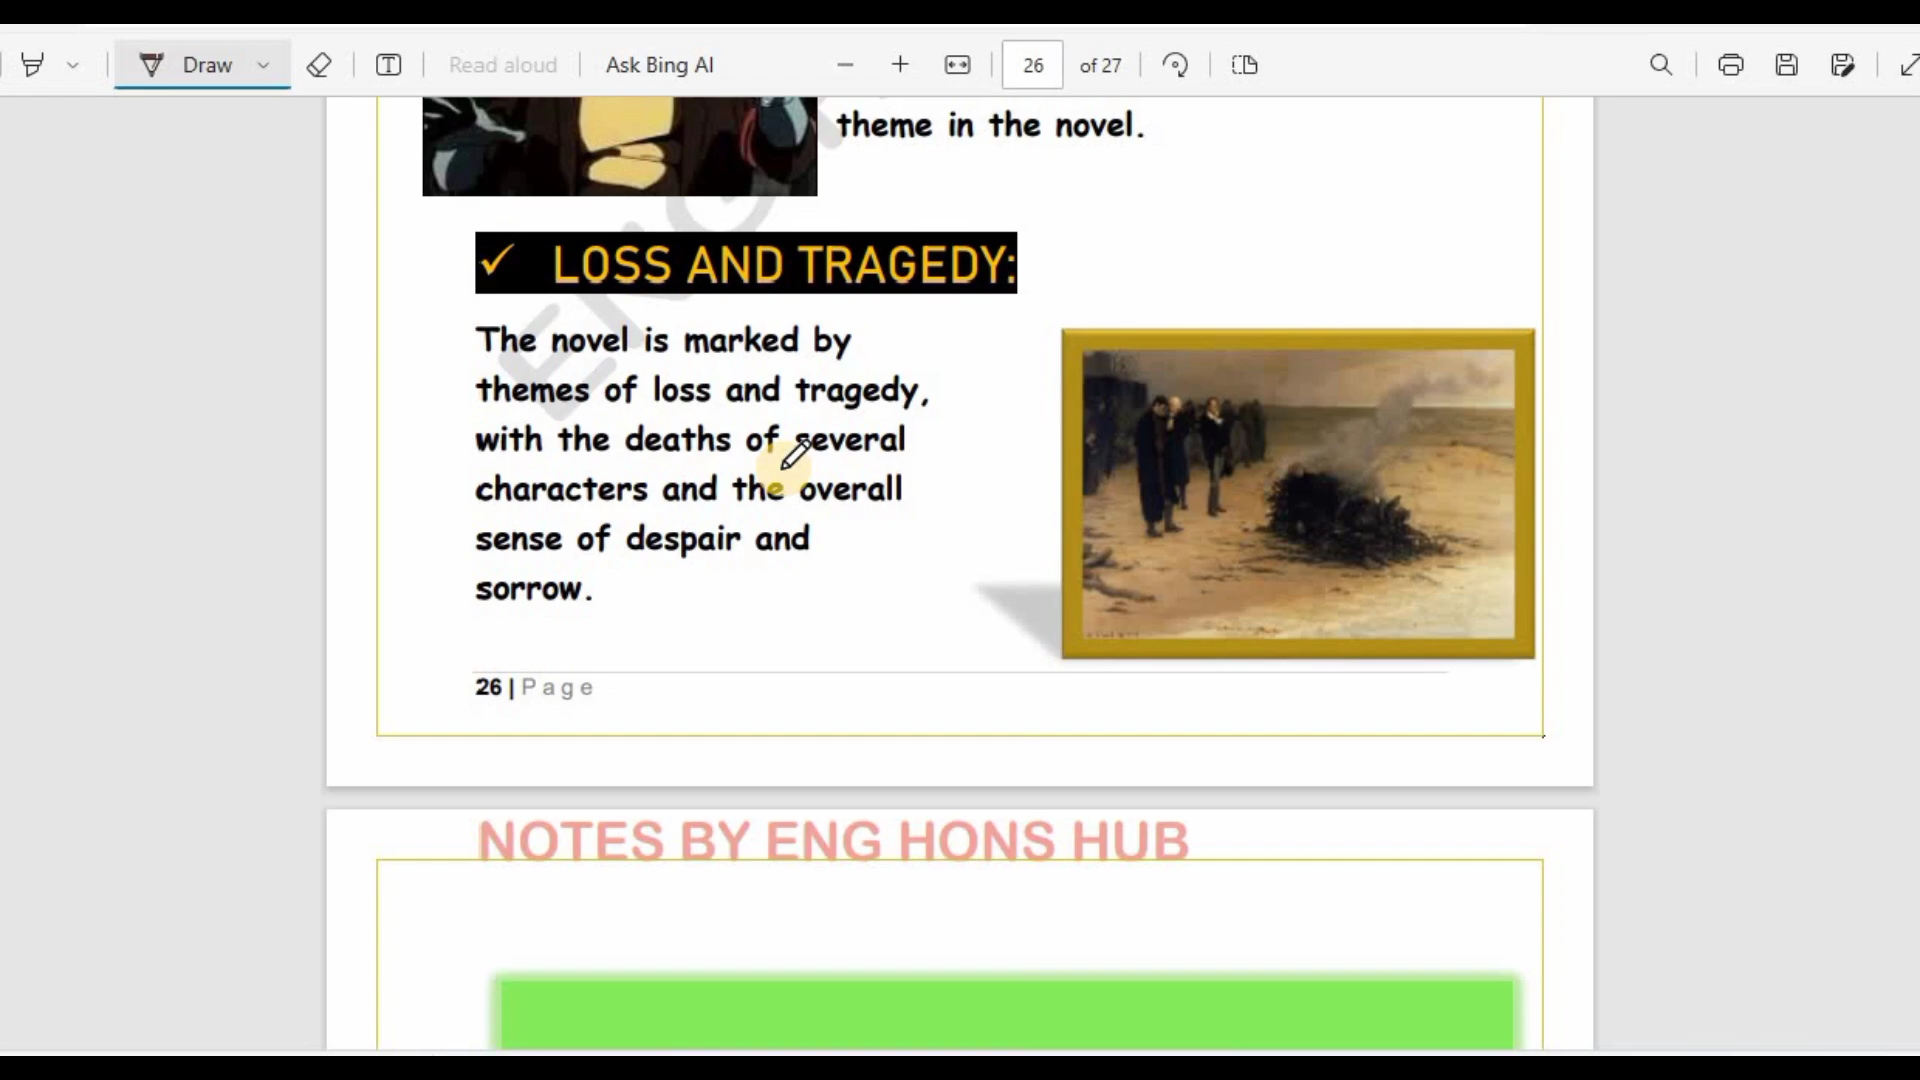 Draw
Read aloud
Ask Bing AI
26
of 27
theme in the novel.
✓ LOSS AND TRAGEDY:
The novel is marked by
themes of loss and tragedy,
with the deaths of several
characters and the overall
sense of despair and
sorrow.
26 | Page
NOTES BY ENG HONS HUB